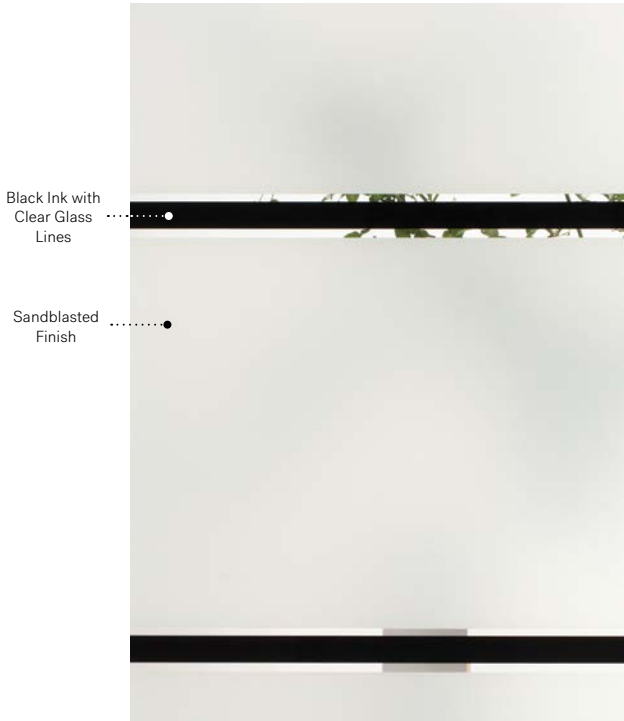 Black Ink with
Clear Glass
Lines
Sandblasted
Finish